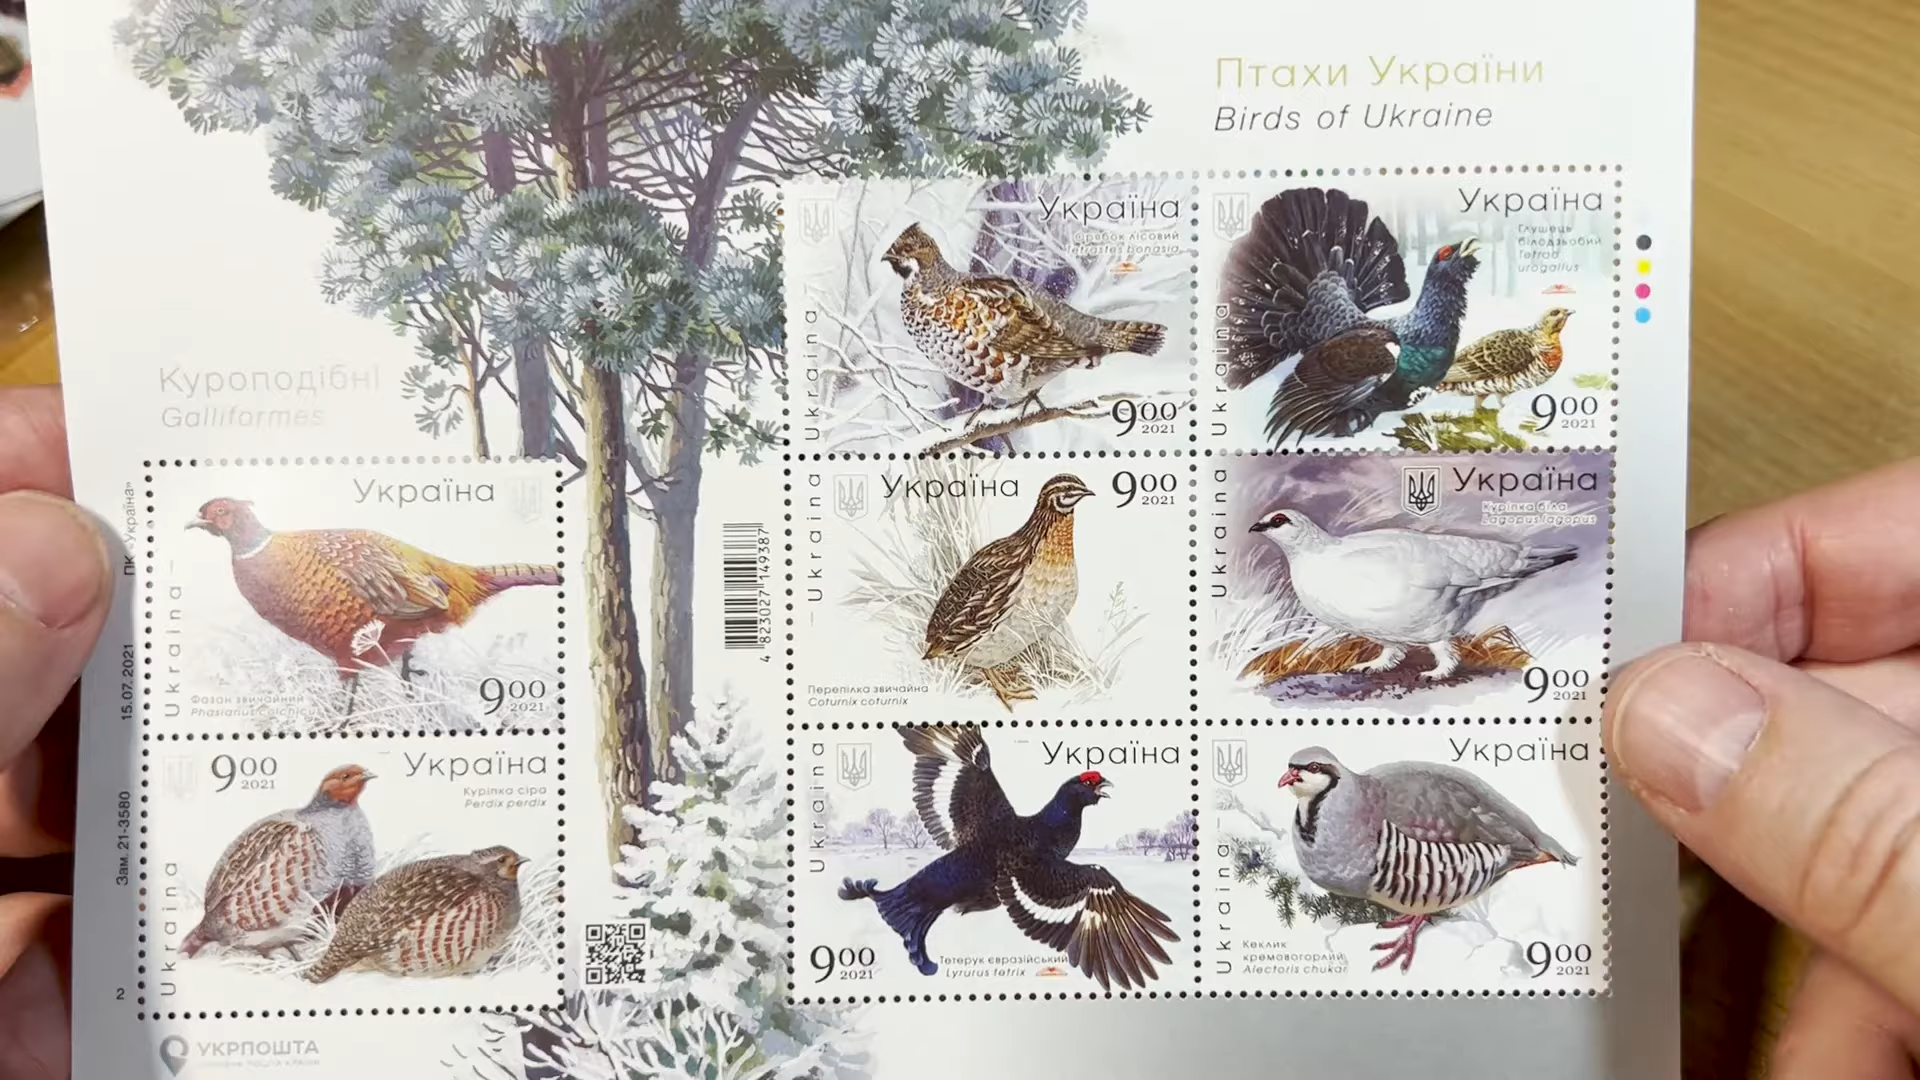 Птахи України
Birds of Ukraine
Куроподібні
Galliformes
Україна
Орябок лісовий
bonasia
Ukraina
9 00
2021
Україна
Глушець
білодзьобий
Tetrao
urogallus
Ukraina
9 00
2021
Україна
Ukraina
Фазан звичайний
Phasianus colchicus
9 00
2021
Україна
9 00
2021
Ukraina
Перепілка звичайна
Coturnix coturnix
Україна
Куріпка біла
Lagopus lagopus
Ukraina
9 00
2021
9 00
2021
Україна
Куріпка сіра
Perdix perdix
Ukraina
Україна
Ukraina
9 00
2021
Тетерук євразійський
Lyrurus tetrix
Україна
Ukraina
Кеклик
кремовогорлий
Alectoris chukar
9 00
2021
4 823027 149387
ПК «Україна»
15.07.2021
Зам. 21-3580
2
УКРПОШТА